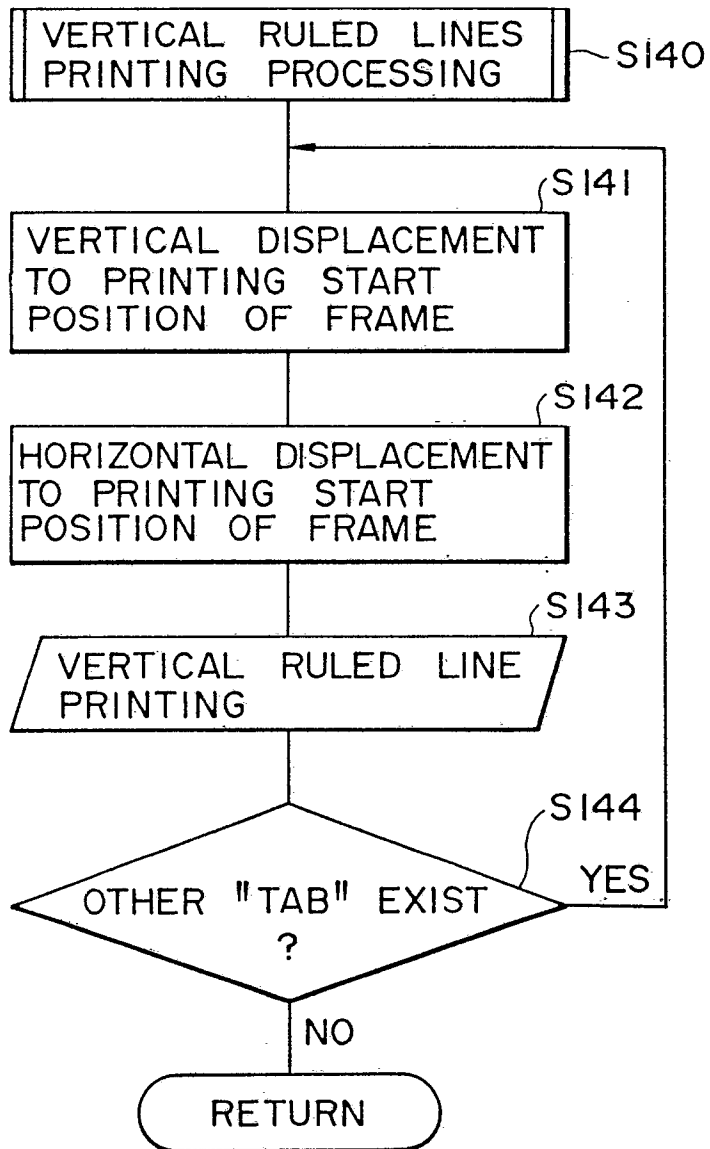 VERTICAL RULED LINES
PRINTING PROCESSING
S140
S141
VERTICAL DISPLACEMENT
TO PRINTING START
POSITION OF FRAME
S142
HORIZONTAL DISPLACEMENT
TO PRINTING START
POSITION OF FRAME
S143
VERTICAL RULED LINE
PRINTING
S144
OTHER "TAB" EXIST
?
YES
NO
RETURN